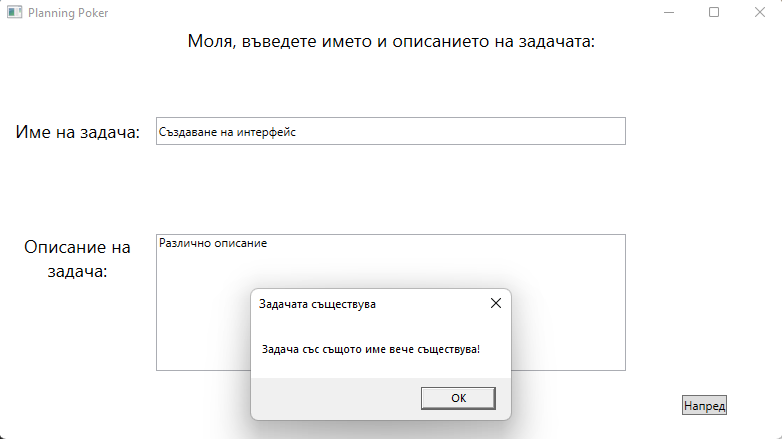 Planning Poker
Моля, въведете името и описанието на задачата:
Име на задача:
Създаване на интерфейс
Описание на
задача:
Различно описание
Задачата съществува
Задача със същото име вече съществува!
OK
Напред